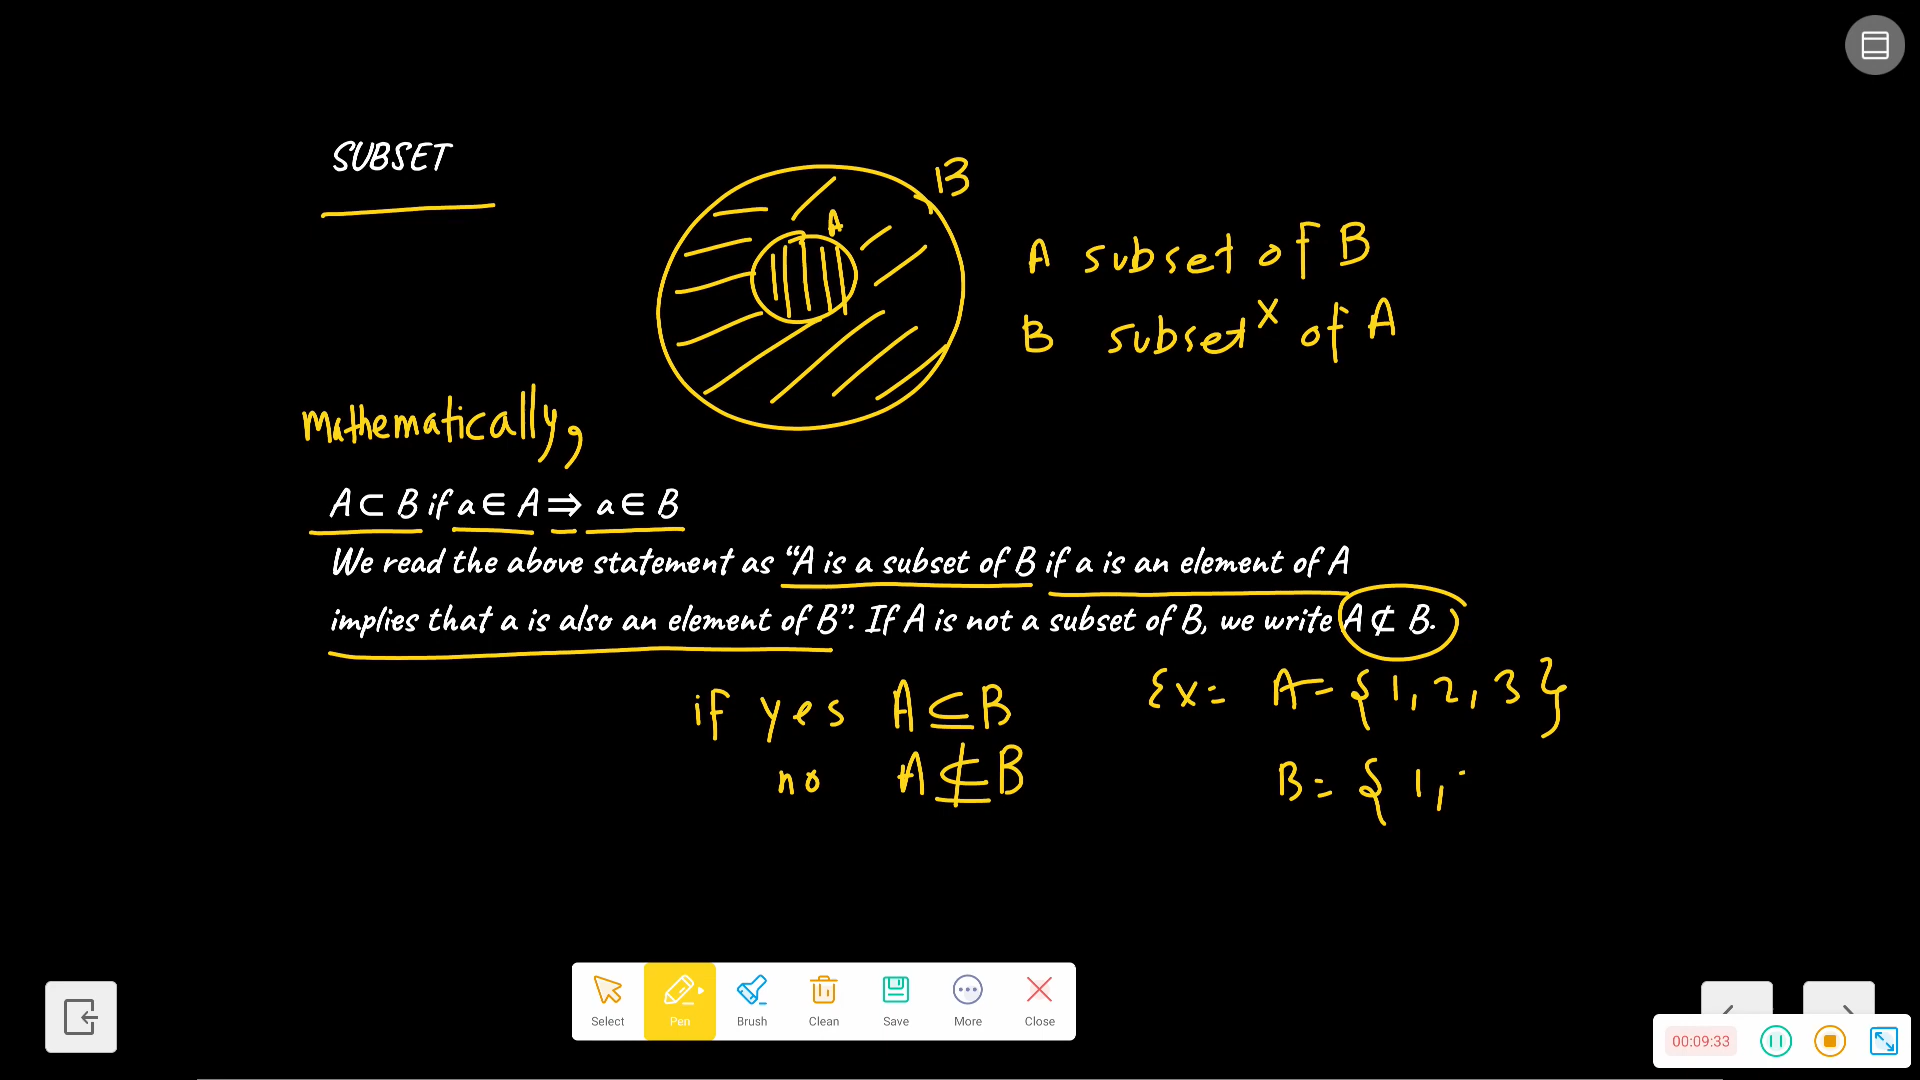 SUBSET
B
A
A subset of B
B subset x of A
mathematically,
A ⊂ B if a ∈ A ⇒ a ∈ B
We read the above statement as “A is a subset of B if a is an element of A
implies that a is also an element of B”. If A is not a subset of B, we write A ⊄ B.
if yes A ⊆ B
no A ⊈ B
Ex= A = { 1, 2, 3 }
B = { 1,
Select Pen Brush Clean Save More Close
00:09:33